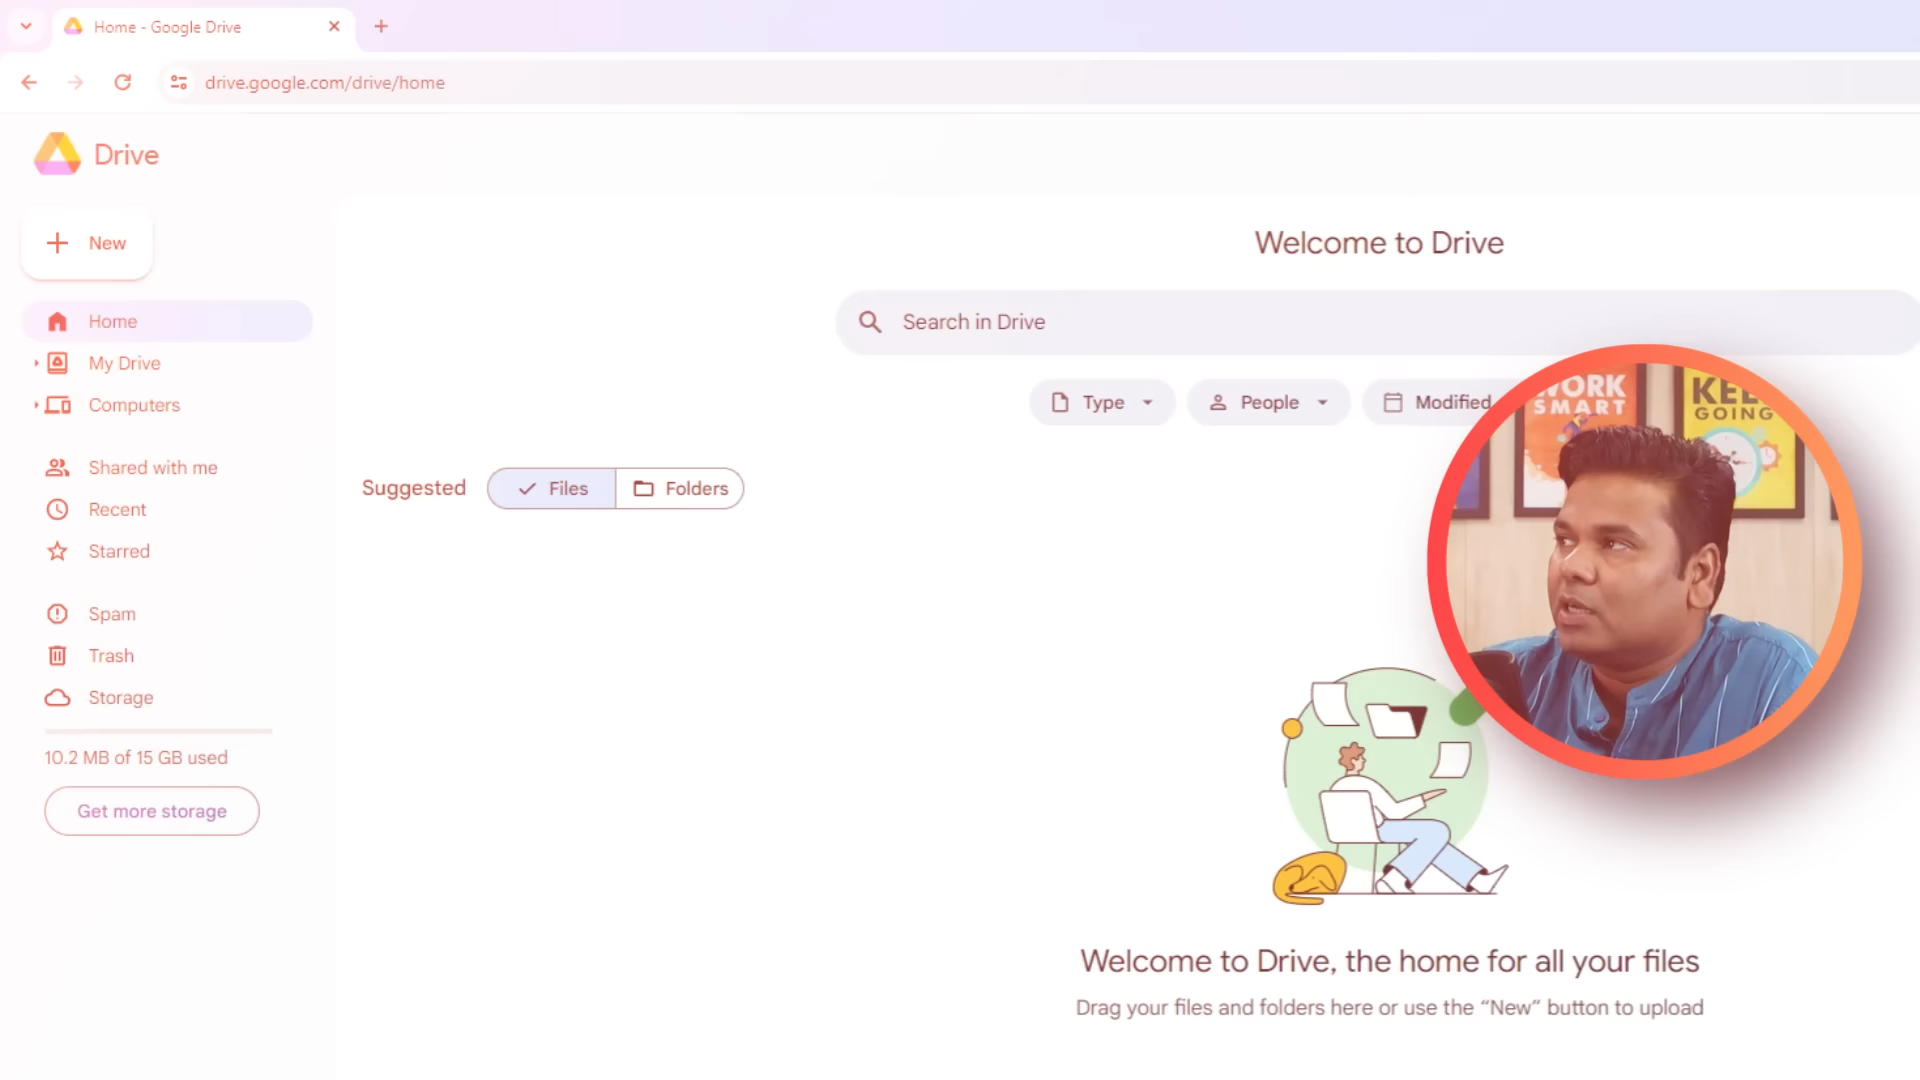 Home - Google Drive
drive.google.com/drive/home
Drive
New
Welcome to Drive
Search in Drive
Home
My Drive
Computers
Type
People
Modified
WORK
SMART
GOING
Suggested
Files
Folders
Shared with me
Recent
Starred
Spam
Trash
Storage
10.2 MB of 15 GB used
Get more storage
Welcome to Drive, the home for all your files
Drag your files and folders here or use the “New” button to upload